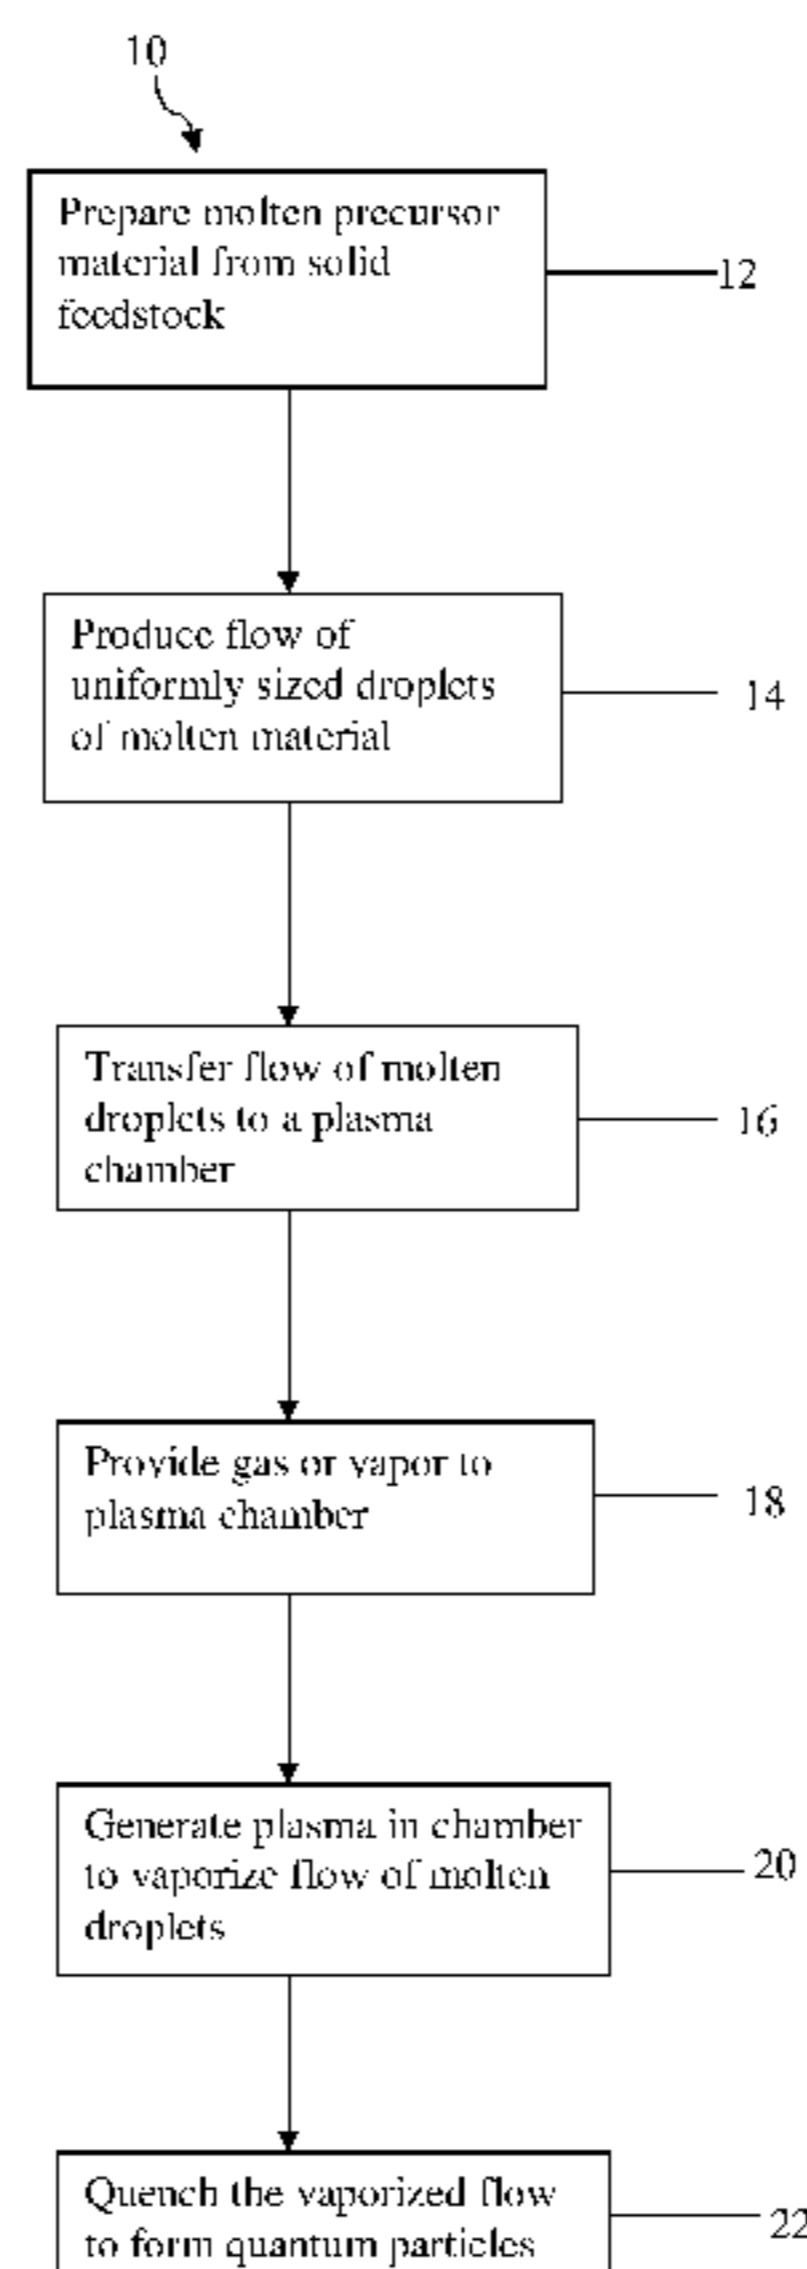 10
Prepare molten precursor
material from solid
feedstock
12
Produce flow of
uniformly sized droplets
of molten material
14
Transfer flow of molten
droplets to a plasma
chamber
16
Provide gas or vapor to
plasma chamber
18
Generate plasma in chamber
to vaporize flow of molten
droplets
20
Quench the vaporized flow
to form quantum particles
22